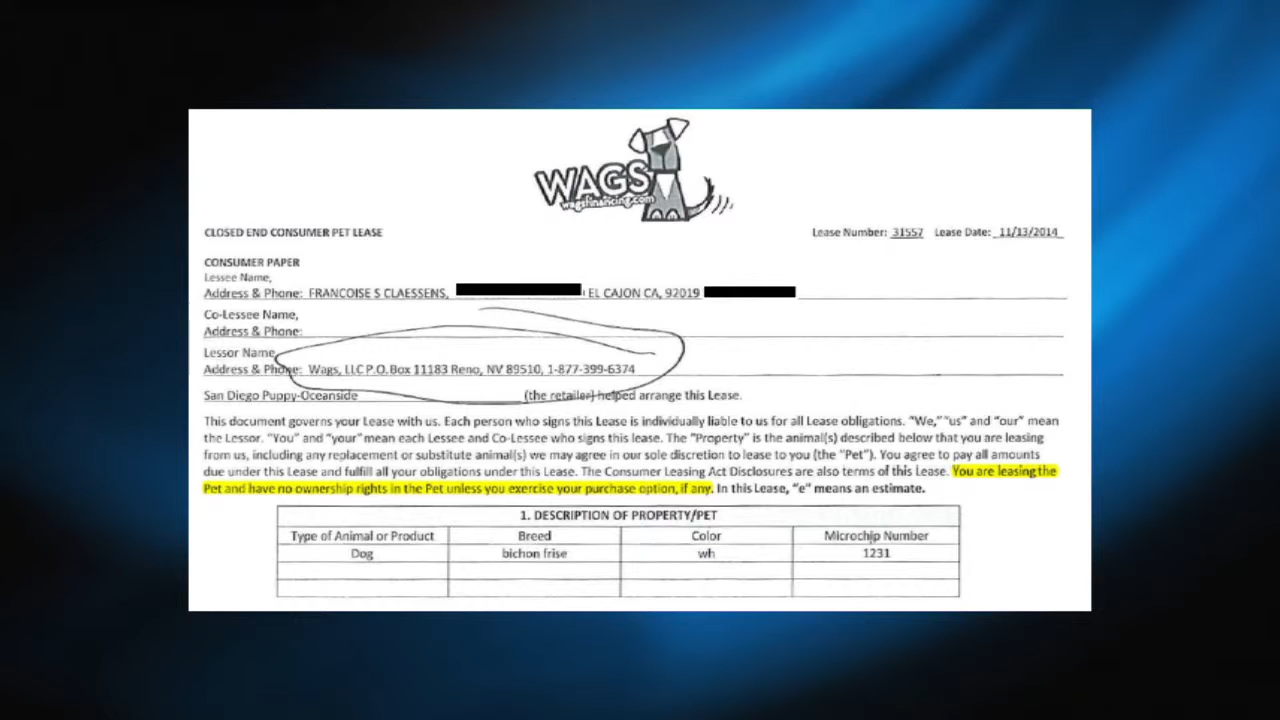 WAGS
wagsfinancing.com
CLOSED END CONSUMER PET LEASE
Lease Number: 31557 Lease Date: 11/13/2014
CONSUMER PAPER
Lessee Name,
Address & Phone: FRANCOISE S CLAESSENS, EL CAJON CA, 92019
Co-Lessee Name,
Address & Phone:
Lessor Name,
Address & Phone: Wags, LLC P.O.Box 11183 Reno, NV 89510, 1-877-399-6374
San Diego Puppy-Oceanside (the retailer) helped arrange this Lease.
This document governs your Lease with us. Each person who signs this Lease is individually liable to us for all Lease obligations. "We," "us" and "our" mean
the Lessor. "You" and "your" mean each Lessee and Co-Lessee who signs this lease. The "Property" is the animal(s) described below that you are leasing
from us, including any replacement or substitute animal(s) we may agree in our sole discretion to lease to you (the "Pet"). You agree to pay all amounts
due under this Lease and fulfill all your obligations under this Lease. The Consumer Leasing Act Disclosures are also terms of this Lease. You are leasing the
Pet and have no ownership rights in the Pet unless you exercise your purchase option, if any. In this Lease, "e" means an estimate.
1. DESCRIPTION OF PROPERTY/PET
Type of Animal or Product Breed Color Microchip Number
Dog bichon frise wh 1231